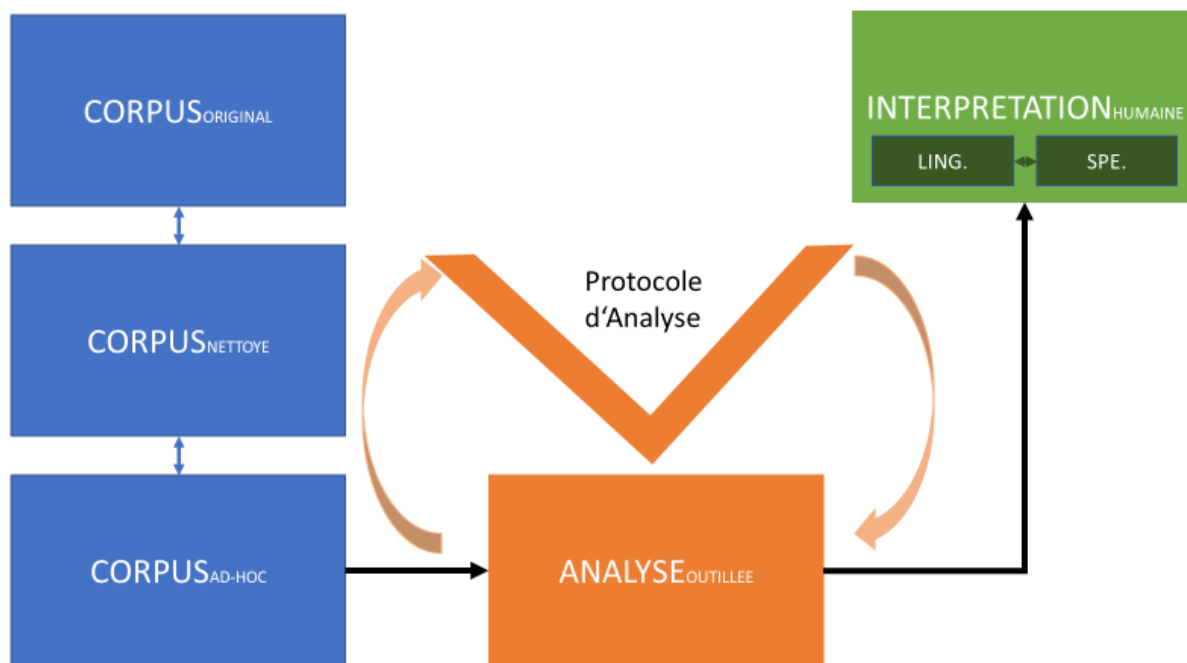 CORPUSORIGINAL
CORPUSNETTOYE
CORPUSAD-HOC
Protocole
d‘Analyse
ANALYSEOUTILLEE
INTERPRETATIONHUMAINE
LING.
SPE.